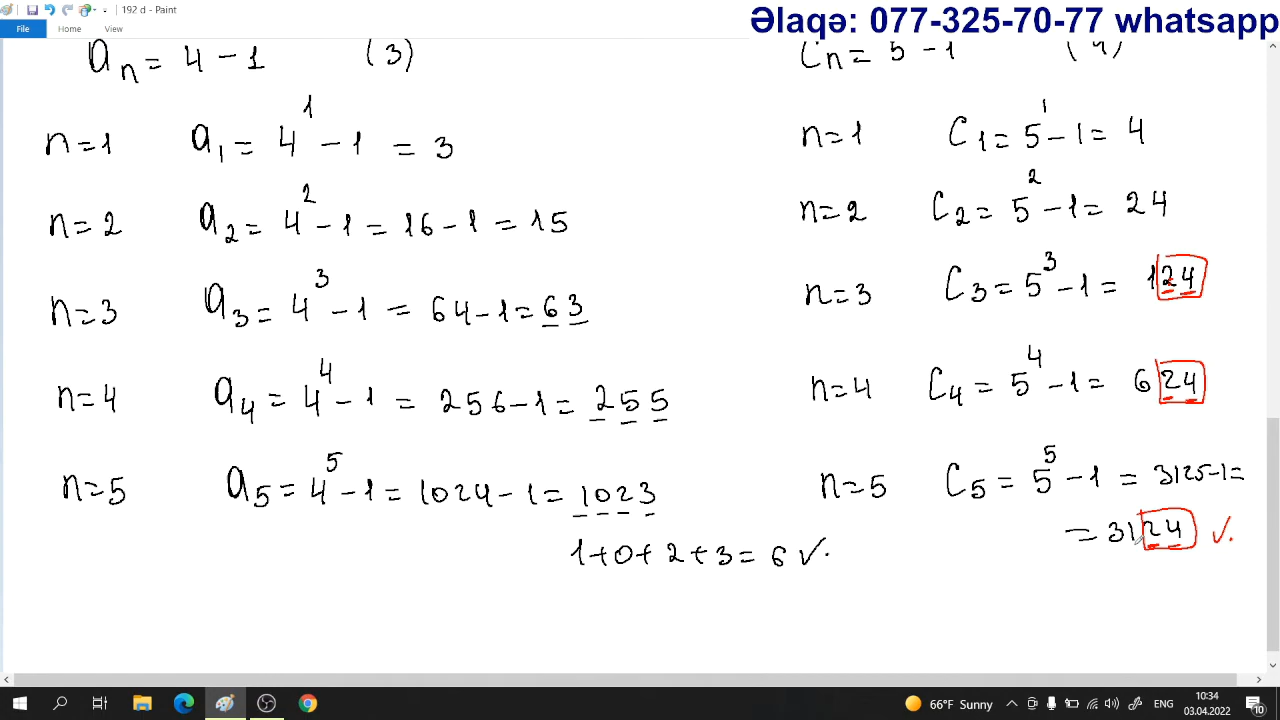 192 d - Paint
Əlaqə: 077-325-70-77 whatsapp
File Home View
aₙ = 4 - 1 (3)
n=1 a₁ = 4¹ - 1 = 3
n=2 a₂ = 4² - 1 = 16 - 1 = 15
n=3 a₃ = 4³ - 1 = 64 - 1 = 63
n=4 a₄ = 4⁴ - 1 = 256 - 1 = 255
n=5 a₅ = 4⁵ - 1 = 1024 - 1 = 1023
1 + 0 + 2 + 3 = 6 ✓.
Cₙ = 5 - 1 (4)
n=1 C₁ = 5¹ - 1 = 4
n=2 C₂ = 5² - 1 = 24
n=3 C₃ = 5³ - 1 = 124
n=4 C₄ = 5⁴ - 1 = 624
n=5 C₅ = 5⁵ - 1 = 3125 - 1 =
= 3124 ✓.
66°F Sunny
ENG
10:34
03.04.2022
10